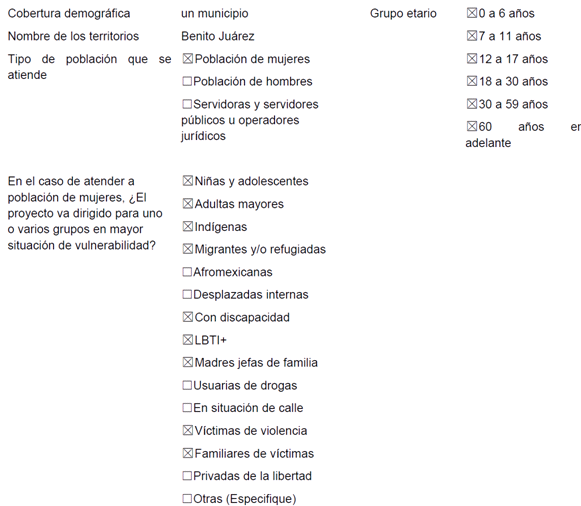 Cobertura demográfica un municipio Grupo etario ☒0 a 6 años
Nombre de los territorios Benito Juárez ☒7 a 11 años
Tipo de población que se atiende ☒Población de mujeres ☒12 a 17 años
☐Población de hombres ☒18 a 30 años
☐Servidoras y servidores ☒30 a 59 años
públicos u operadores ☒60 años en
jurídicos adelante
En el caso de atender a
población de mujeres, ¿El
proyecto va dirigido para uno
o varios grupos en mayor
situación de vulnerabilidad?
☒Niñas y adolescentes
☒Adultas mayores
☒Indígenas
☒Migrantes y/o refugiadas
☐Afromexicanas
☐Desplazadas internas
☒Con discapacidad
☒LBTI+
☒Madres jefas de familia
☐Usuarias de drogas
☐En situación de calle
☒Víctimas de violencia
☒Familiares de víctimas
☐Privadas de la libertad
☐Otras (Especifique)